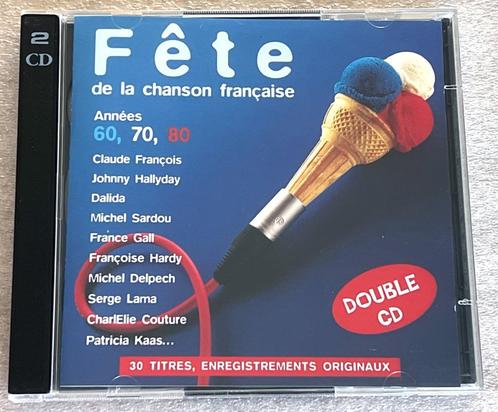 2
CD
Fête
de la chanson française
Années
60, 70, 80
Claude François
Johnny Hallyday
Dalida
Michel Sardou
France Gall
Françoise Hardy
Michel Delpech
Serge Lama
CharlElie Couture
Patricia Kaas...
DOUBLE
CD
30 TITRES, ENREGISTREMENTS ORIGINAUX